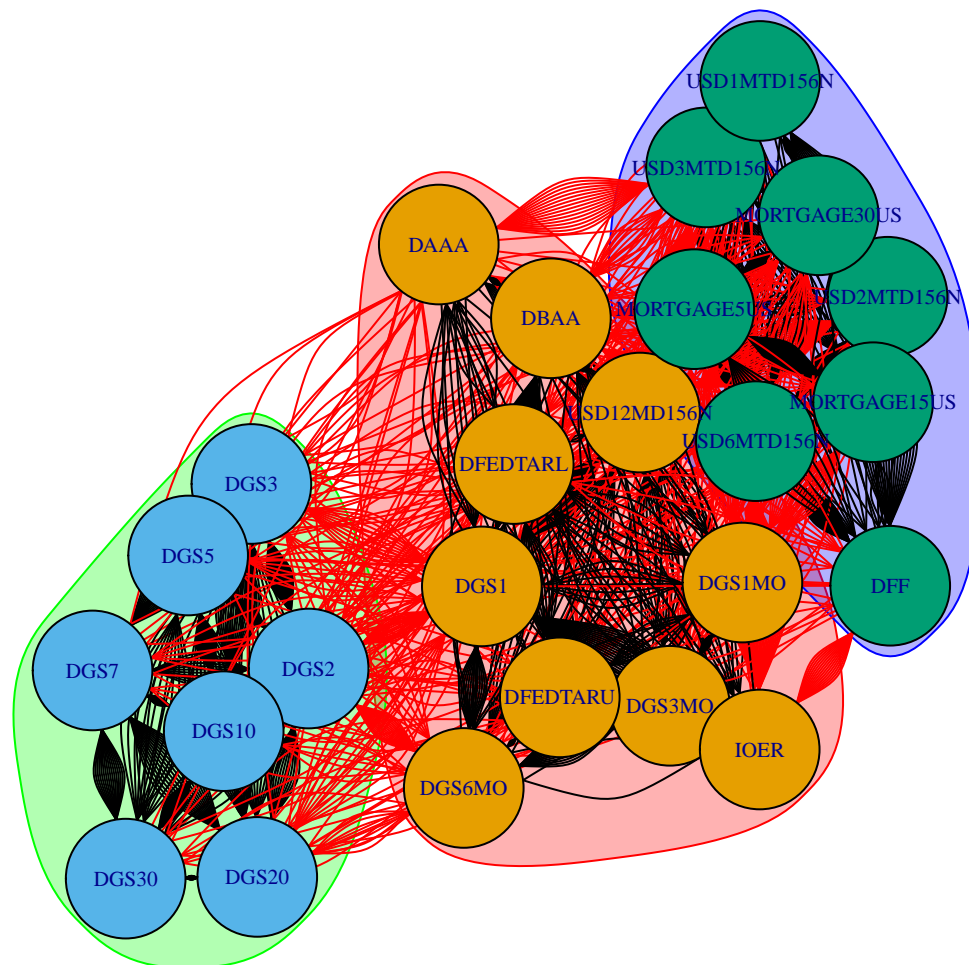 USD1MTD156N
USD3MTD156N
MORTGAGE30US
DAAA
USD2MTD156N
MORTGAGE5US
DBAA
MORTGAGE15US
USD12MD156N
USD6MTD156N
DFEDTARL
DGS3
DGS5
DGS1
DGS1MO
DFF
DGS7
DGS2
DFEDTARU
DGS3MO
DGS10
IOER
DGS6MO
DGS30
DGS20